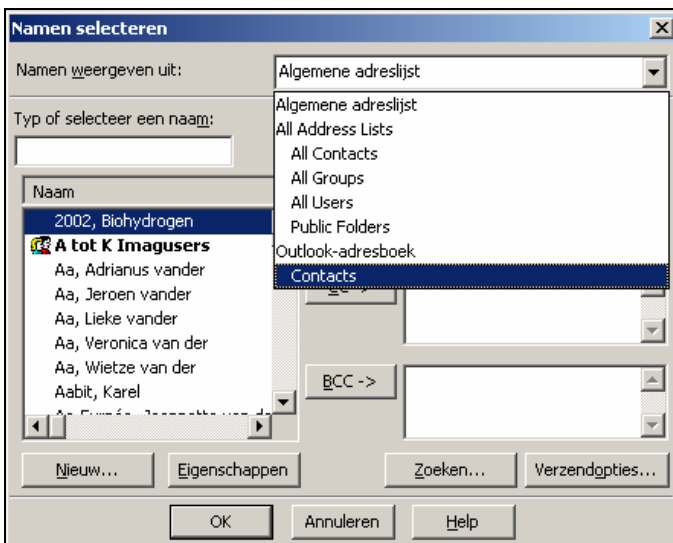 Namen selecteren
Namen weergeven uit:
Algemene adreslijst
Algemene adreslijst
All Address Lists
All Contacts
All Groups
All Users
Public Folders
Outlook-adresboek
Contacts
Typ of selecteer een naam:
Naam
2002, Biohydrogen
A tot K Imagusers
Aa, Adrianus vander
Aa, Jeroen vander
Aa, Lieke vander
Aa, Veronica van der
Aa, Wietze van der
Aabit, Karel
BCC ->
Nieuw...
Eigenschappen
Zoeken...
Verzendopties...
OK
Annuleren
Help